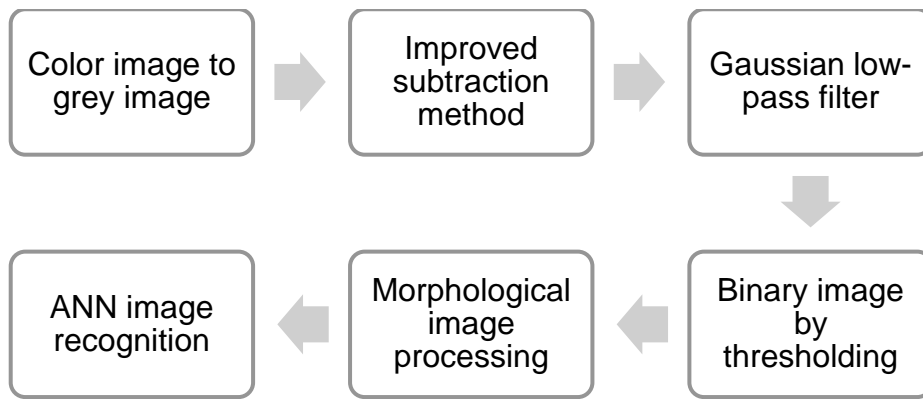 Color image to
grey image
Improved
subtraction
method
Gaussian low-
pass filter
Binary image
by
thresholding
Morphological
image
processing
ANN image
recognition